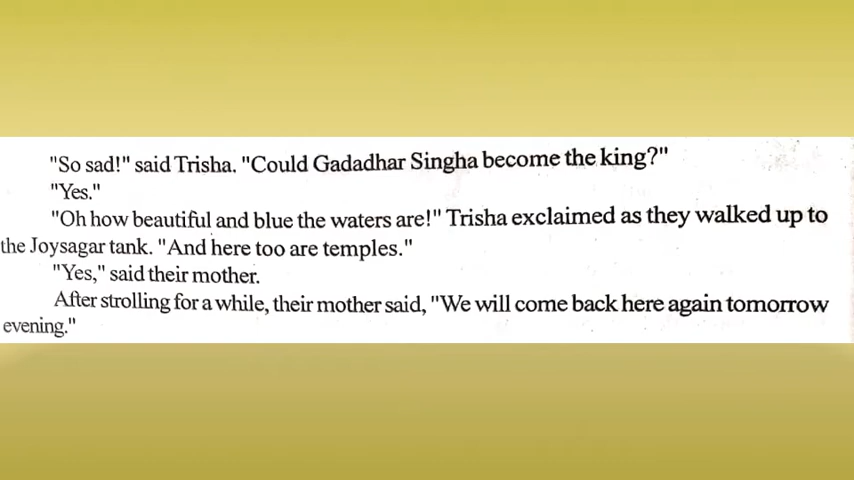 "So sad!" said Trisha. "Could Gadadhar Singha become the king?"
"Yes."
"Oh how beautiful and blue the waters are!" Trisha exclaimed as they walked up to
the Joysagar tank. "And here too are temples."
"Yes," said their mother.
After strolling for a while, their mother said, "We will come back here again tomorrow
evening."